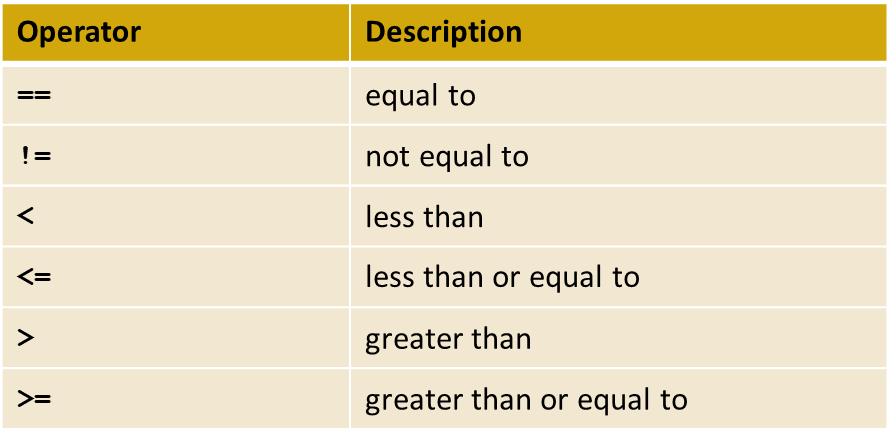 Operator Description
== equal to
!= not equal to
< less than
<= less than or equal to
> greater than
>= greater than or equal to